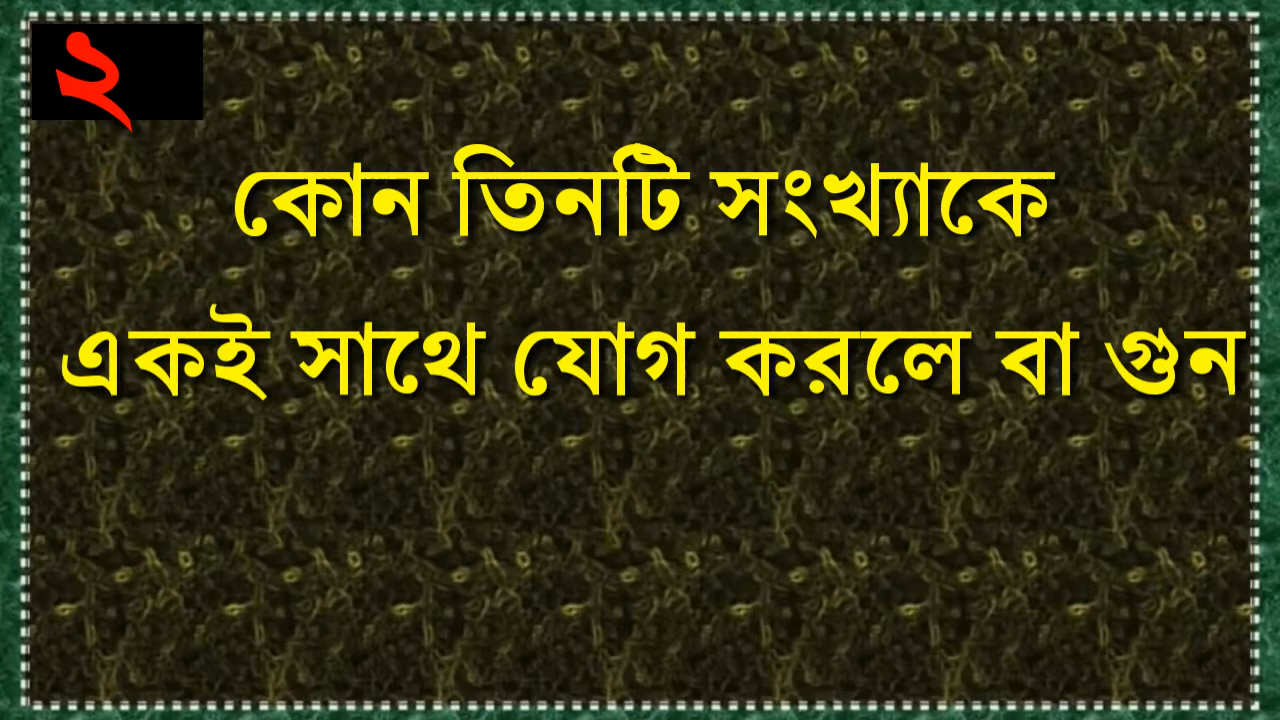 ২
কোন তিনটি সংখ্যাকে
একই সাথে যোগ করলে বা গুন